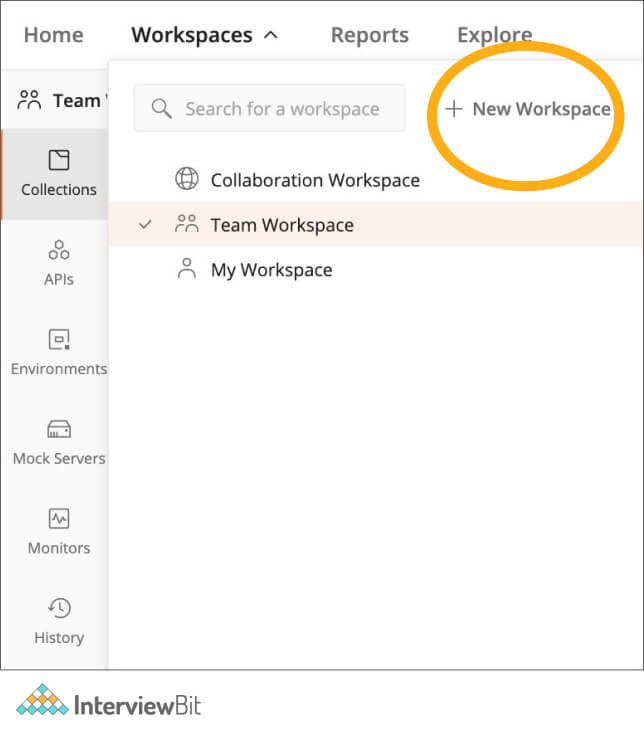 Home Workspaces Reports Explore
Team
Search for a workspace
+ New Workspace
Collections
Collaboration Workspace
Team Workspace
My Workspace
APIs
Environments
Mock Servers
Monitors
History
InterviewBit